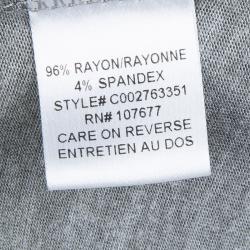 96% RAYON/RAYONNE
4% SPANDEX
STYLE# C002763351
RN# 107677
CARE ON REVERSE
ENTRETIEN AU DOS